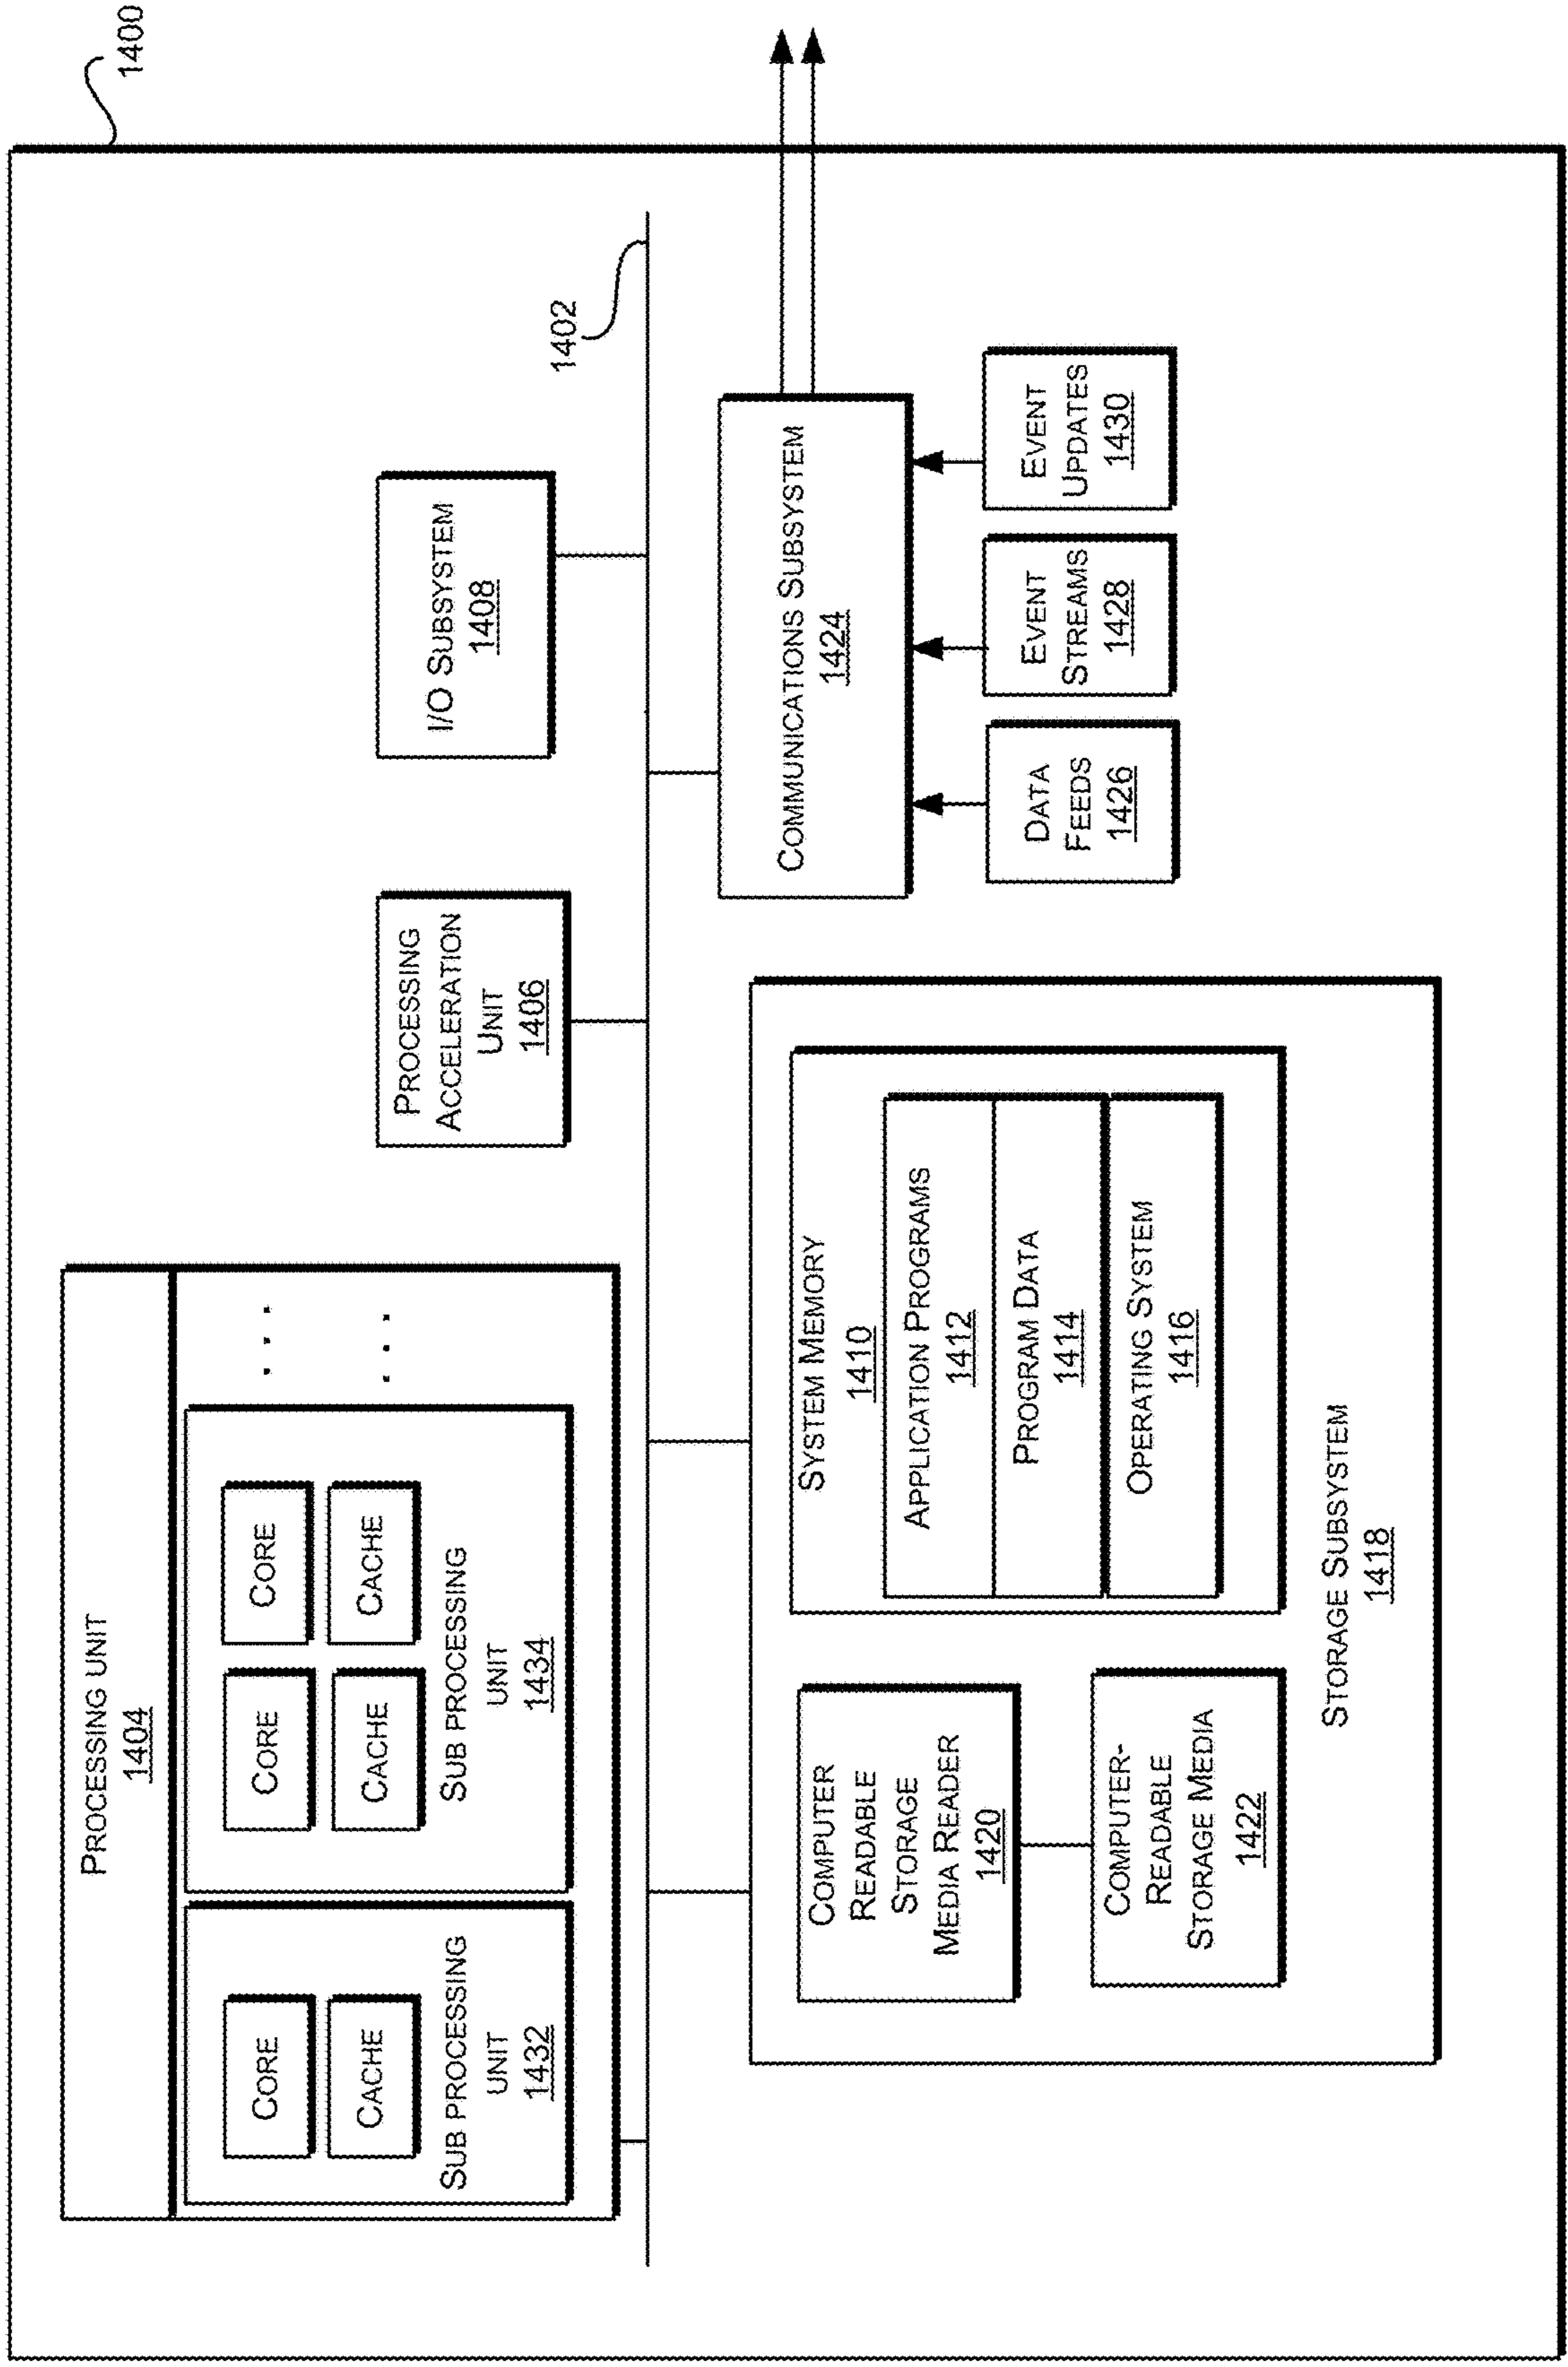 1400
PROCESSING UNIT
1404
CORE
CACHE
SUB PROCESSING
UNIT
1432
CORE
CORE
CACHE
CACHE
SUB PROCESSING
UNIT
1434
. . .
. . .
PROCESSING
ACCELERATION
UNIT
1406
I/O SUBSYSTEM
1408
1402
COMPUTER
READABLE
STORAGE
MEDIA READER
1420
COMPUTER-
READABLE
STORAGE MEDIA
1422
SYSTEM MEMORY
1410
APPLICATION PROGRAMS
1412
PROGRAM DATA
1414
OPERATING SYSTEM
1416
STORAGE SUBSYSTEM
1418
COMMUNICATIONS SUBSYSTEM
1424
DATA
FEEDS
1426
EVENT
STREAMS
1428
EVENT
UPDATES
1430